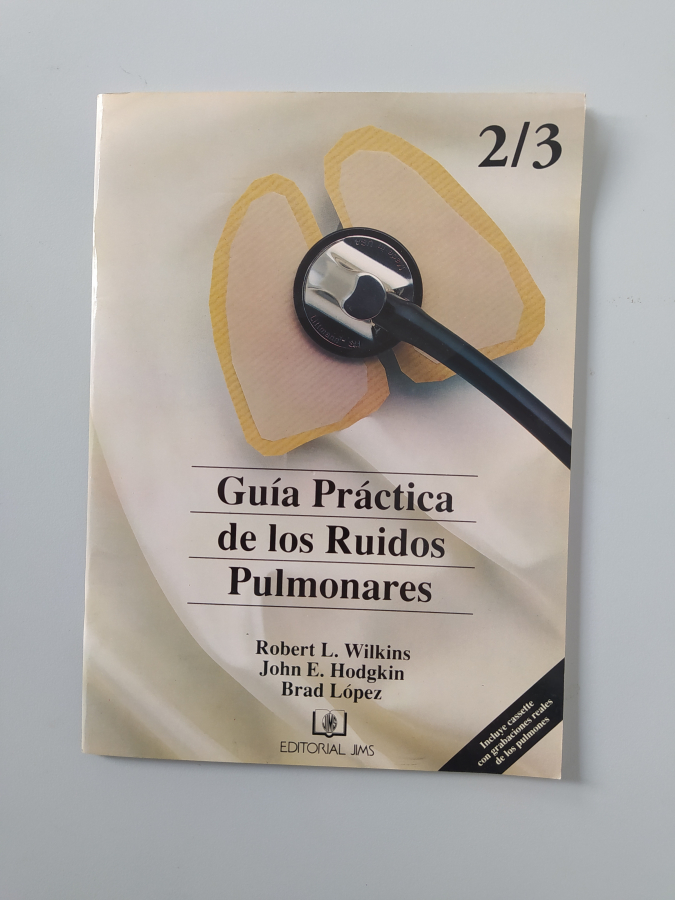 2/3
Guía Práctica
de los Ruidos
Pulmonares
Robert L. Wilkins
John E. Hodgkin
Brad López
JIMS
EDITORIAL JIMS
Incluye cassette
con grabaciones reales
de los pulmones